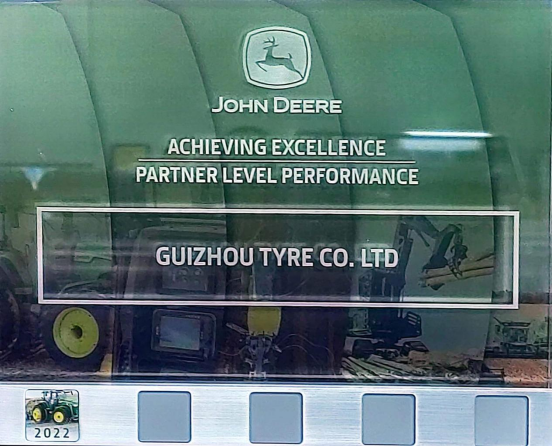 JOHN DEERE
ACHIEVING EXCELLENCE
PARTNER LEVEL PERFORMANCE
GUIZHOU TYRE CO. LTD
2022